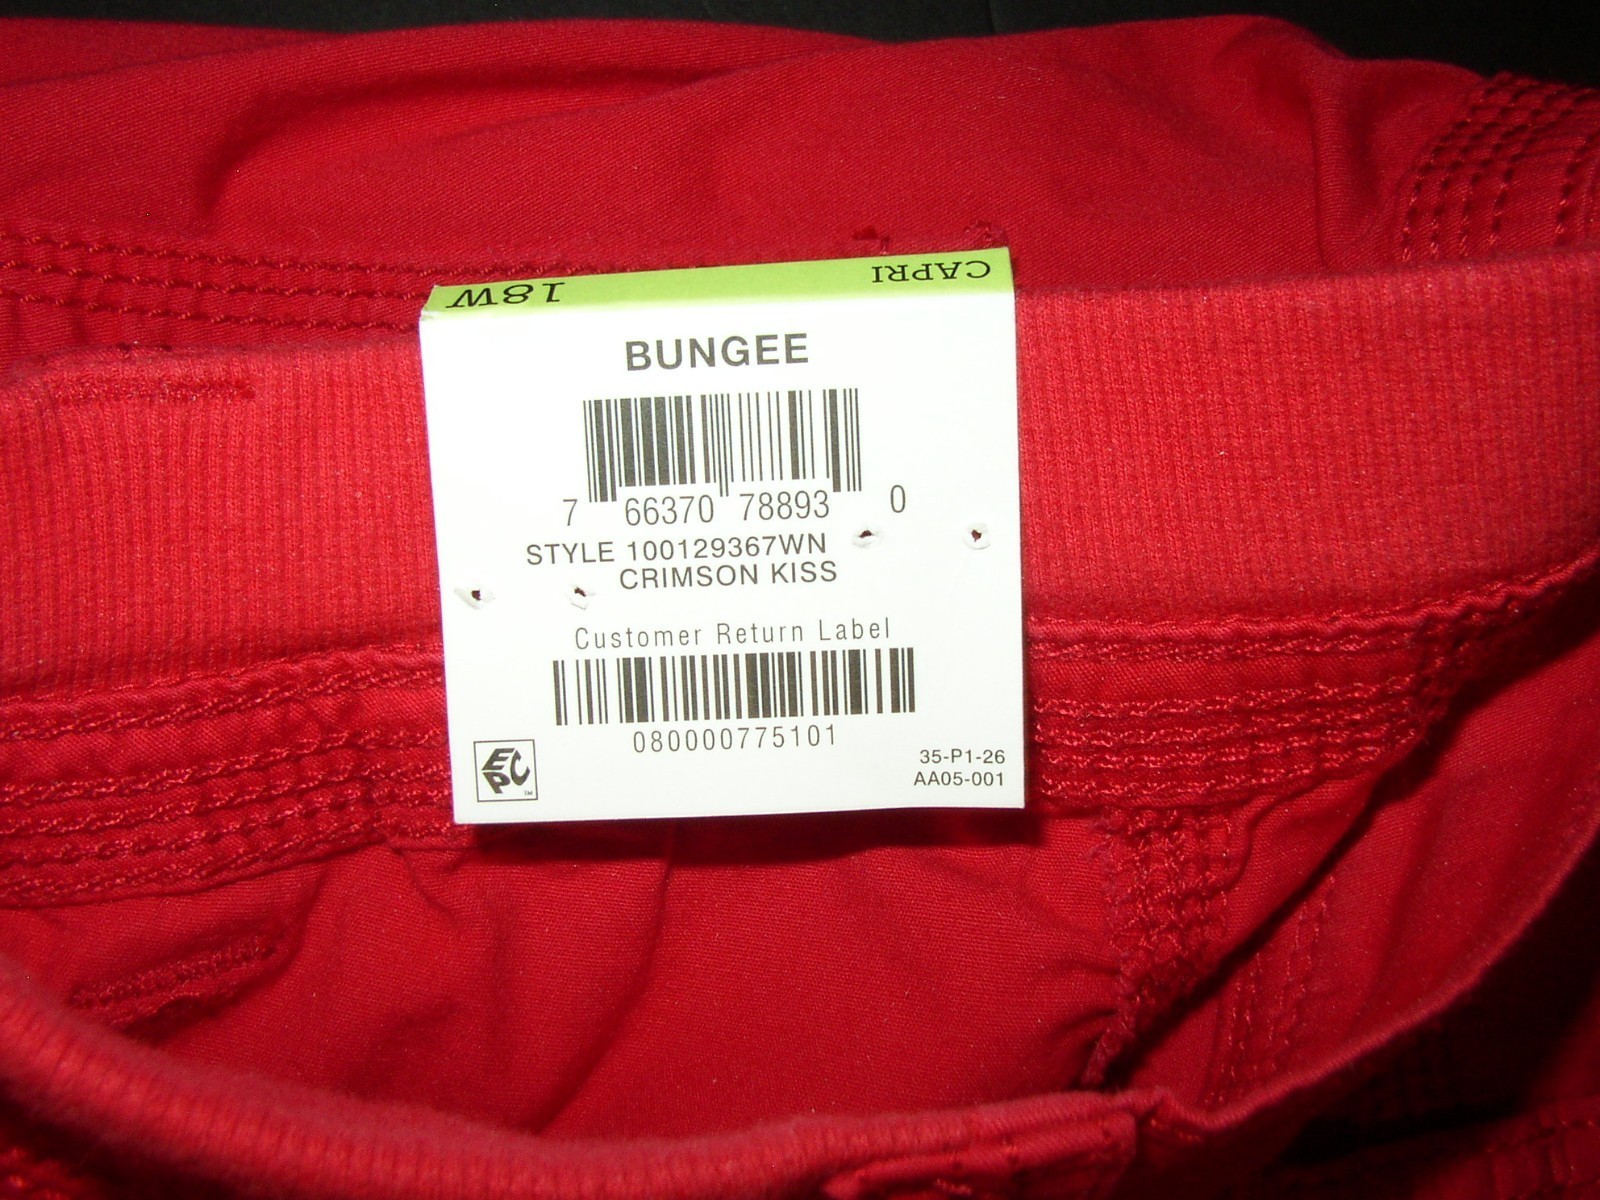 18W CAPRI
BUNGEE
7 66370 78893 0
STYLE 100129367WN
CRIMSON KISS
Customer Return Label
080000775101
EPC TM
35-P1-26
AA05-001